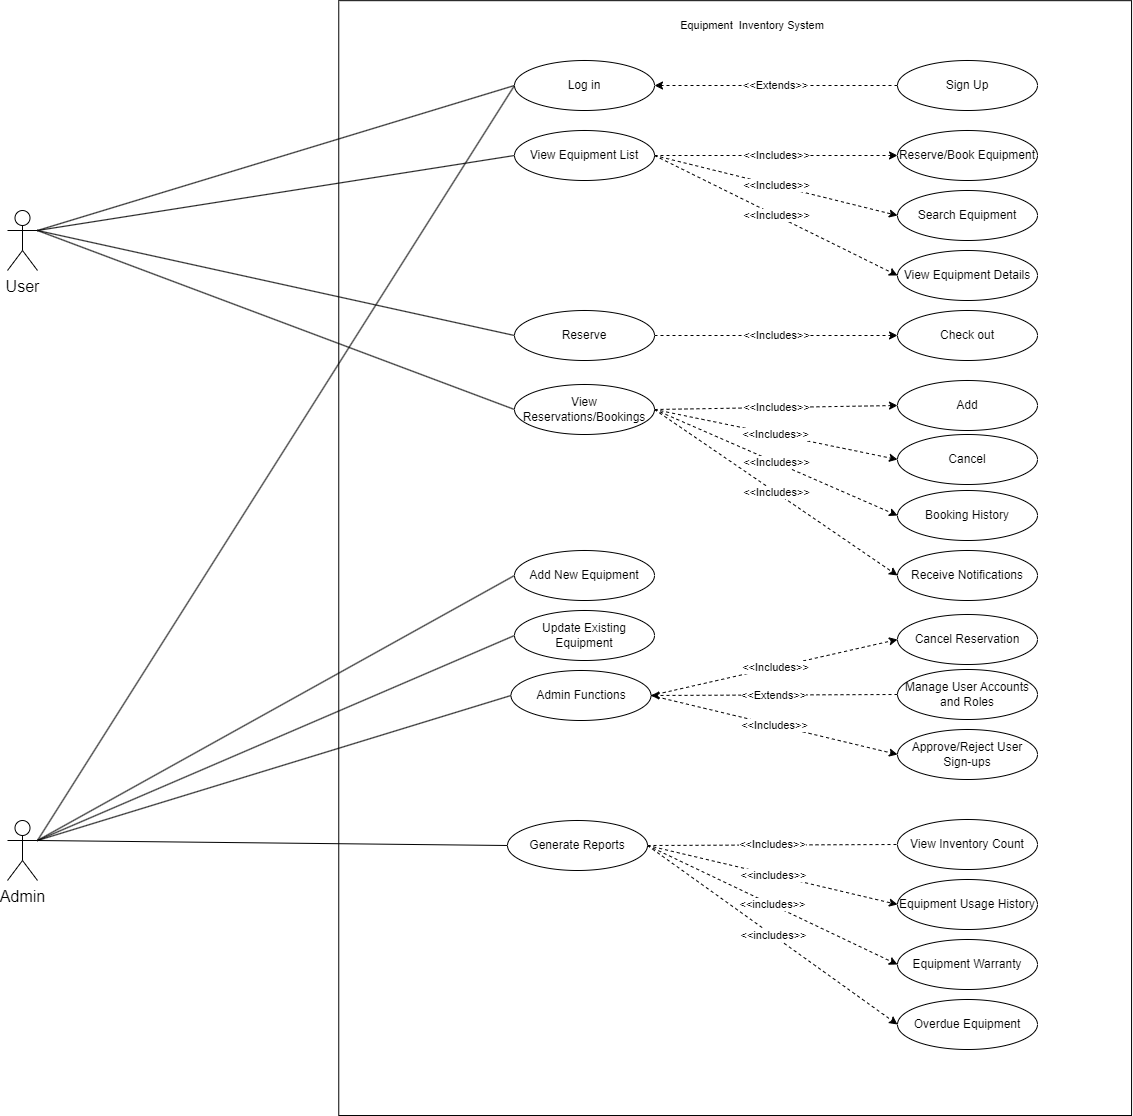 Equipment Inventory System
Log in
<<Extends>>
Sign Up
View Equipment List
<<Includes>>
Reserve/Book Equipment
<<Includes>>
Search Equipment
<<Includes>>
View Equipment Details
User
Reserve
<<Includes>>
Check out
View
Reservations/Bookings
<<Includes>>
Add
<<Includes>>
Cancel
<<Includes>>
Booking History
<<Includes>>
Receive Notifications
Add New Equipment
Update Existing
Equipment
Admin Functions
<<Includes>>
Cancel Reservation
<<Extends>>
Manage User Accounts
and Roles
<<Includes>>
Approve/Reject User
Sign-ups
Admin
Generate Reports
<<Includes>>
View Inventory Count
<<includes>>
Equipment Usage History
<<includes>>
Equipment Warranty
<<includes>>
Overdue Equipment